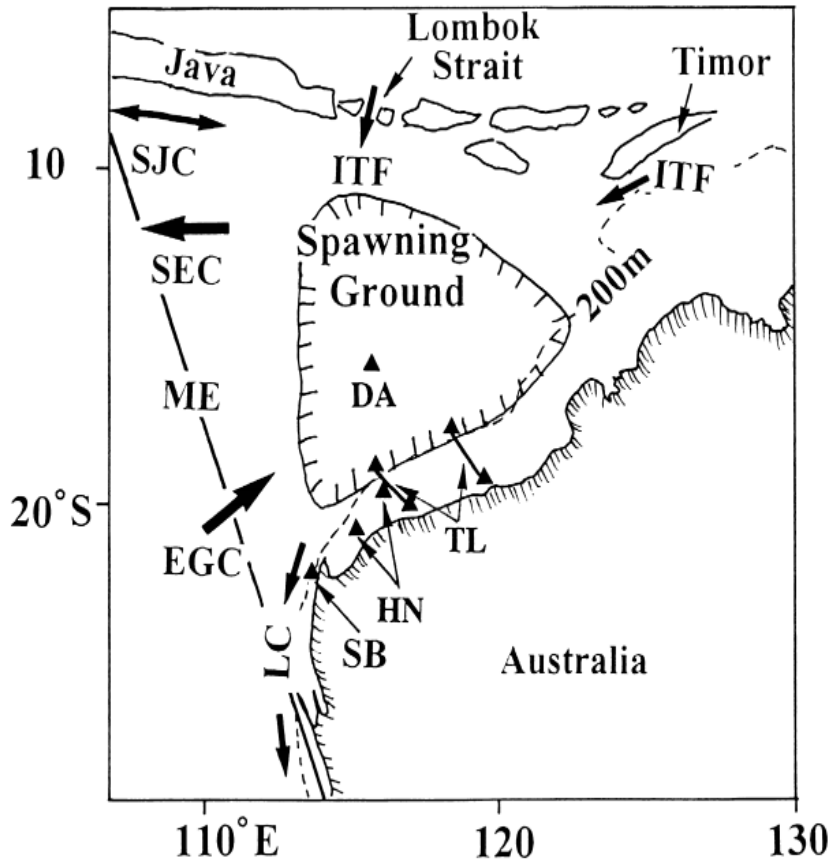 Lombok
Strait
Java
Timor
SJC
10
ITF
ITF
Spawning
Ground
SEC
200m
DA
ME
20°S
EGC
TL
HN
SB
LC
Australia
110°E
120
130